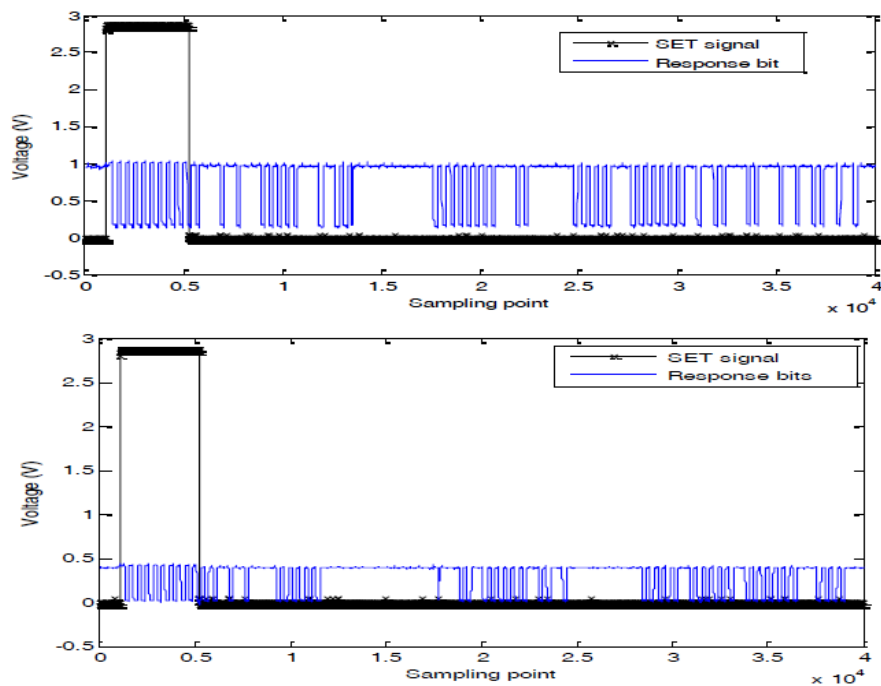 3
2.5
2
1.5
1
0.5
0
-0.5
Voltage (V)
SET signal
Response bit
0 0.5 1 1.5 2 2.5 3 3.5 4
Sampling point
x 10^4
3
2.5
2
1.5
1
0.5
0
-0.5
Voltage (V)
SET signal
Response bits
0 0.5 1 1.5 2 2.5 3 3.5 4
Sampling point
x 10^4